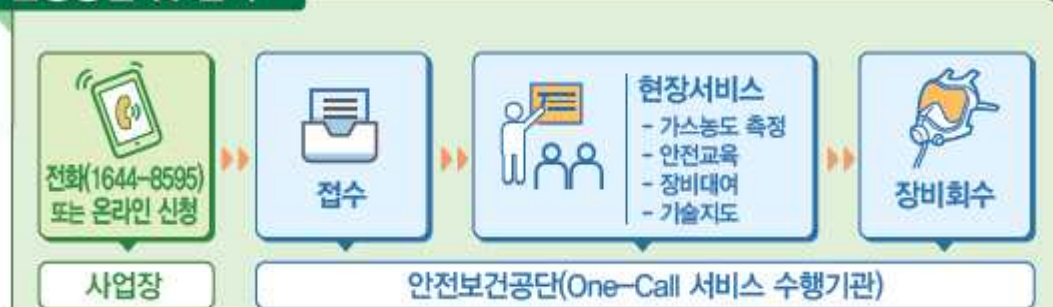 전화(1644-8595)
또는 온라인 신청
접수
현장서비스
- 가스농도 측정
- 안전교육
- 장비대여
- 기술지도
장비회수
사업장
안전보건공단(One-Call 서비스 수행기관)